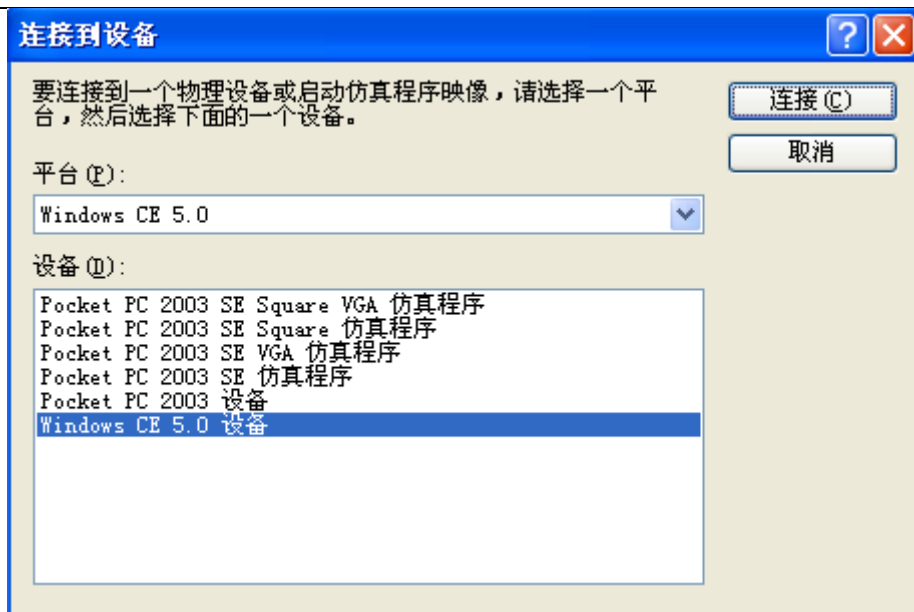 连接到设备
要连接到一个物理设备或启动仿真程序映像，请选择一个平
台，然后选择下面的一个设备。
连接(C)
取消
平台(P):
Windows CE 5.0
设备(D):
Pocket PC 2003 SE Square VGA 仿真程序
Pocket PC 2003 SE Square 仿真程序
Pocket PC 2003 SE VGA 仿真程序
Pocket PC 2003 SE 仿真程序
Pocket PC 2003 设备
Windows CE 5.0 设备